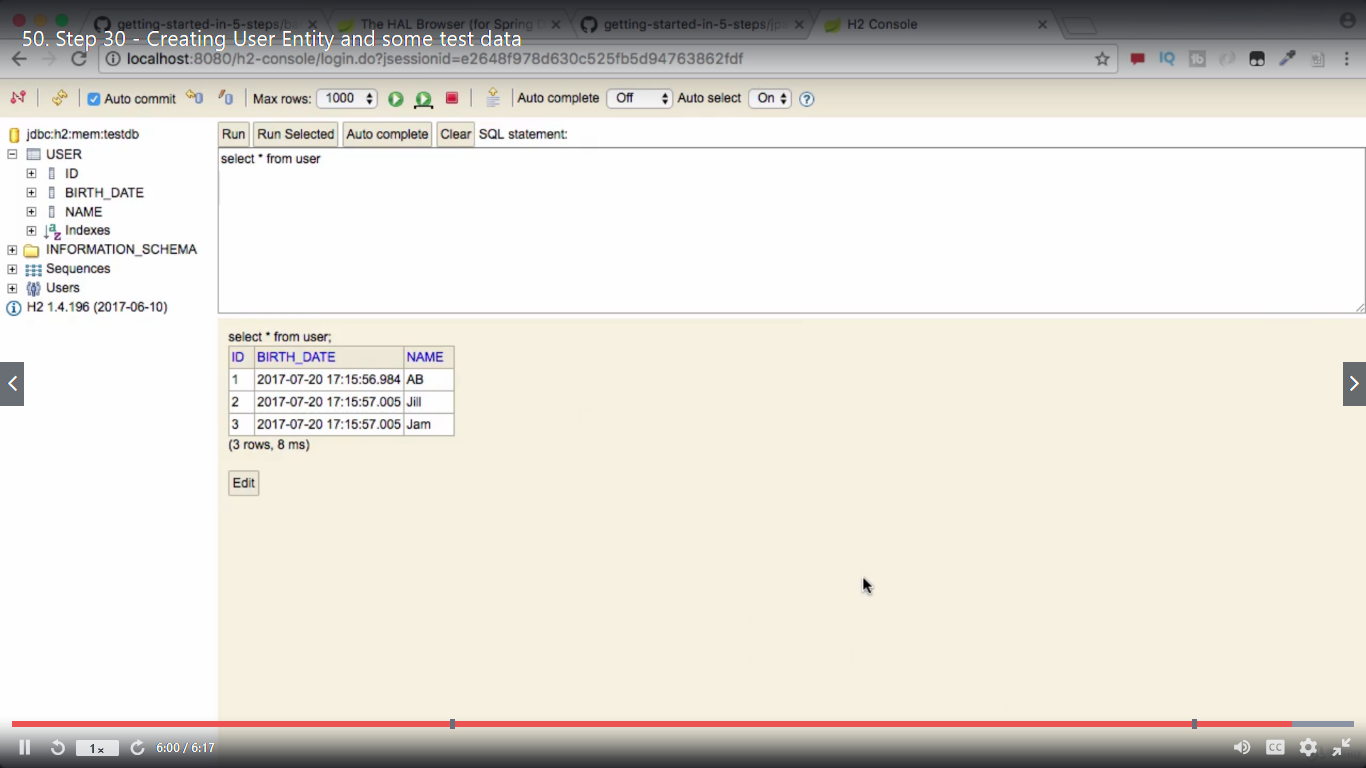 getting-started-in-5-steps/ba
The HAL Browser (for Spring D
getting-started-in-5-steps/jp
H2 Console
50. Step 30 - Creating User Entity and some test data
localhost:8080/h2-console/login.do?jsessionid=e2648f978d630c525fb5d94763862fdf
IQ
Auto commit
Max rows: 1000
Auto complete Off
Auto select On
?
jdbc:h2:mem:testdb
USER
ID
BIRTH_DATE
NAME
Indexes
INFORMATION_SCHEMA
Sequences
Users
H2 1.4.196 (2017-06-10)
Run Run Selected Auto complete Clear SQL statement:
select * from user
select * from user;
ID BIRTH_DATE NAME
1 2017-07-20 17:15:56.984 AB
2 2017-07-20 17:15:57.005 Jill
3 2017-07-20 17:15:57.005 Jam
(3 rows, 8 ms)
Edit
1x
6:00 / 6:17
CC